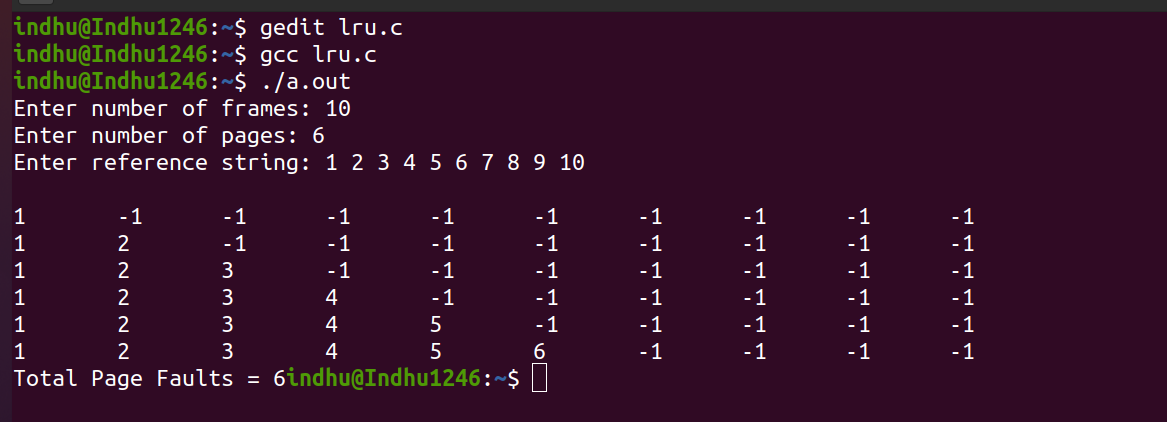 indhu@Indhu1246:~$ gedit lru.c
indhu@Indhu1246:~$ gcc lru.c
indhu@Indhu1246:~$ ./a.out
Enter number of frames: 10
Enter number of pages: 6
Enter reference string: 1 2 3 4 5 6 7 8 9 10
1 -1 -1 -1 -1 -1 -1 -1 -1 -1
1 2 -1 -1 -1 -1 -1 -1 -1 -1
1 2 3 -1 -1 -1 -1 -1 -1 -1
1 2 3 4 -1 -1 -1 -1 -1 -1
1 2 3 4 5 -1 -1 -1 -1 -1
1 2 3 4 5 6 -1 -1 -1 -1
Total Page Faults = 6indhu@Indhu1246:~$